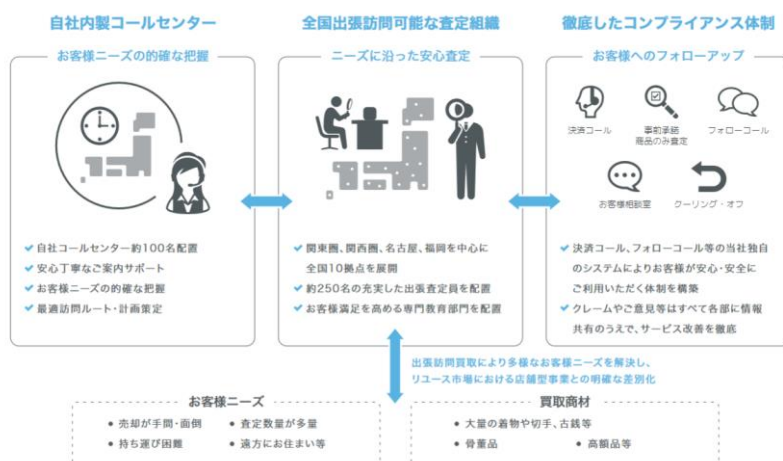 自社内製コールセンター
お客様ニーズの的確な把握
✓自社コールセンター約100名配置
✓安心丁寧なご案内サポート
✓お客様ニーズの的確な把握
✓最適訪問ルート・計画策定
全国出張訪問可能な査定組織
ニーズに沿った安心査定
✓関東圏、関西圏、名古屋、福岡を中心に
全国10拠点を展開
✓約250名の充実した出張査定員を配置
✓お客様満足を高める専門教育部門を配置
徹底したコンプライアンス体制
お客様へのフォローアップ
決済コール
事前承諾
商品のみ査定
フォローコール
お客様相談室
クーリング・オフ
✓決済コール、フォローコール等の当社独自
のシステムによりお客様が安心・安全に
ご利用いただく体制を構築
✓クレームやご意見等はすべて各部に情報
共有のうえで、サービス改善を徹底
出張訪問買取により多様なお客様ニーズを解決し、
リユース市場における店舗型事業との明確な差別化
お客様ニーズ
• 売却が手間・面倒
• 査定数量が多量
• 持ち運び困難
• 遠方にお住まい等
買取商材
• 大量の着物や切手、古銭等
• 骨董品
• 高額品等